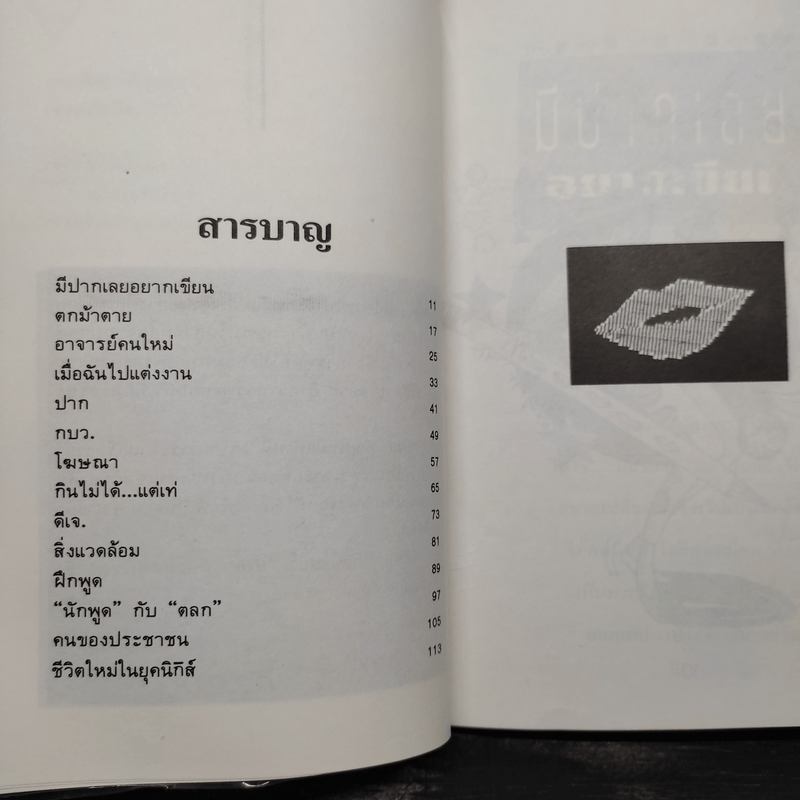 สารบาญ
มีปากเลยอยากเขียน 11
ตกม้าตาย 17
อาจารย์คนใหม่ 25
เมื่อฉันไปแต่งงาน 33
ปาก 41
กบว. 49
โฆษณา 57
กินไม่ได้...แต่เท่ 65
ดีเจ. 73
สิ่งแวดล้อม 81
ฝึกพูด 89
“นักพูด” กับ “ตลก” 97
คนของประชาชน 105
ชีวิตใหม่ในยุคนิกส์ 113